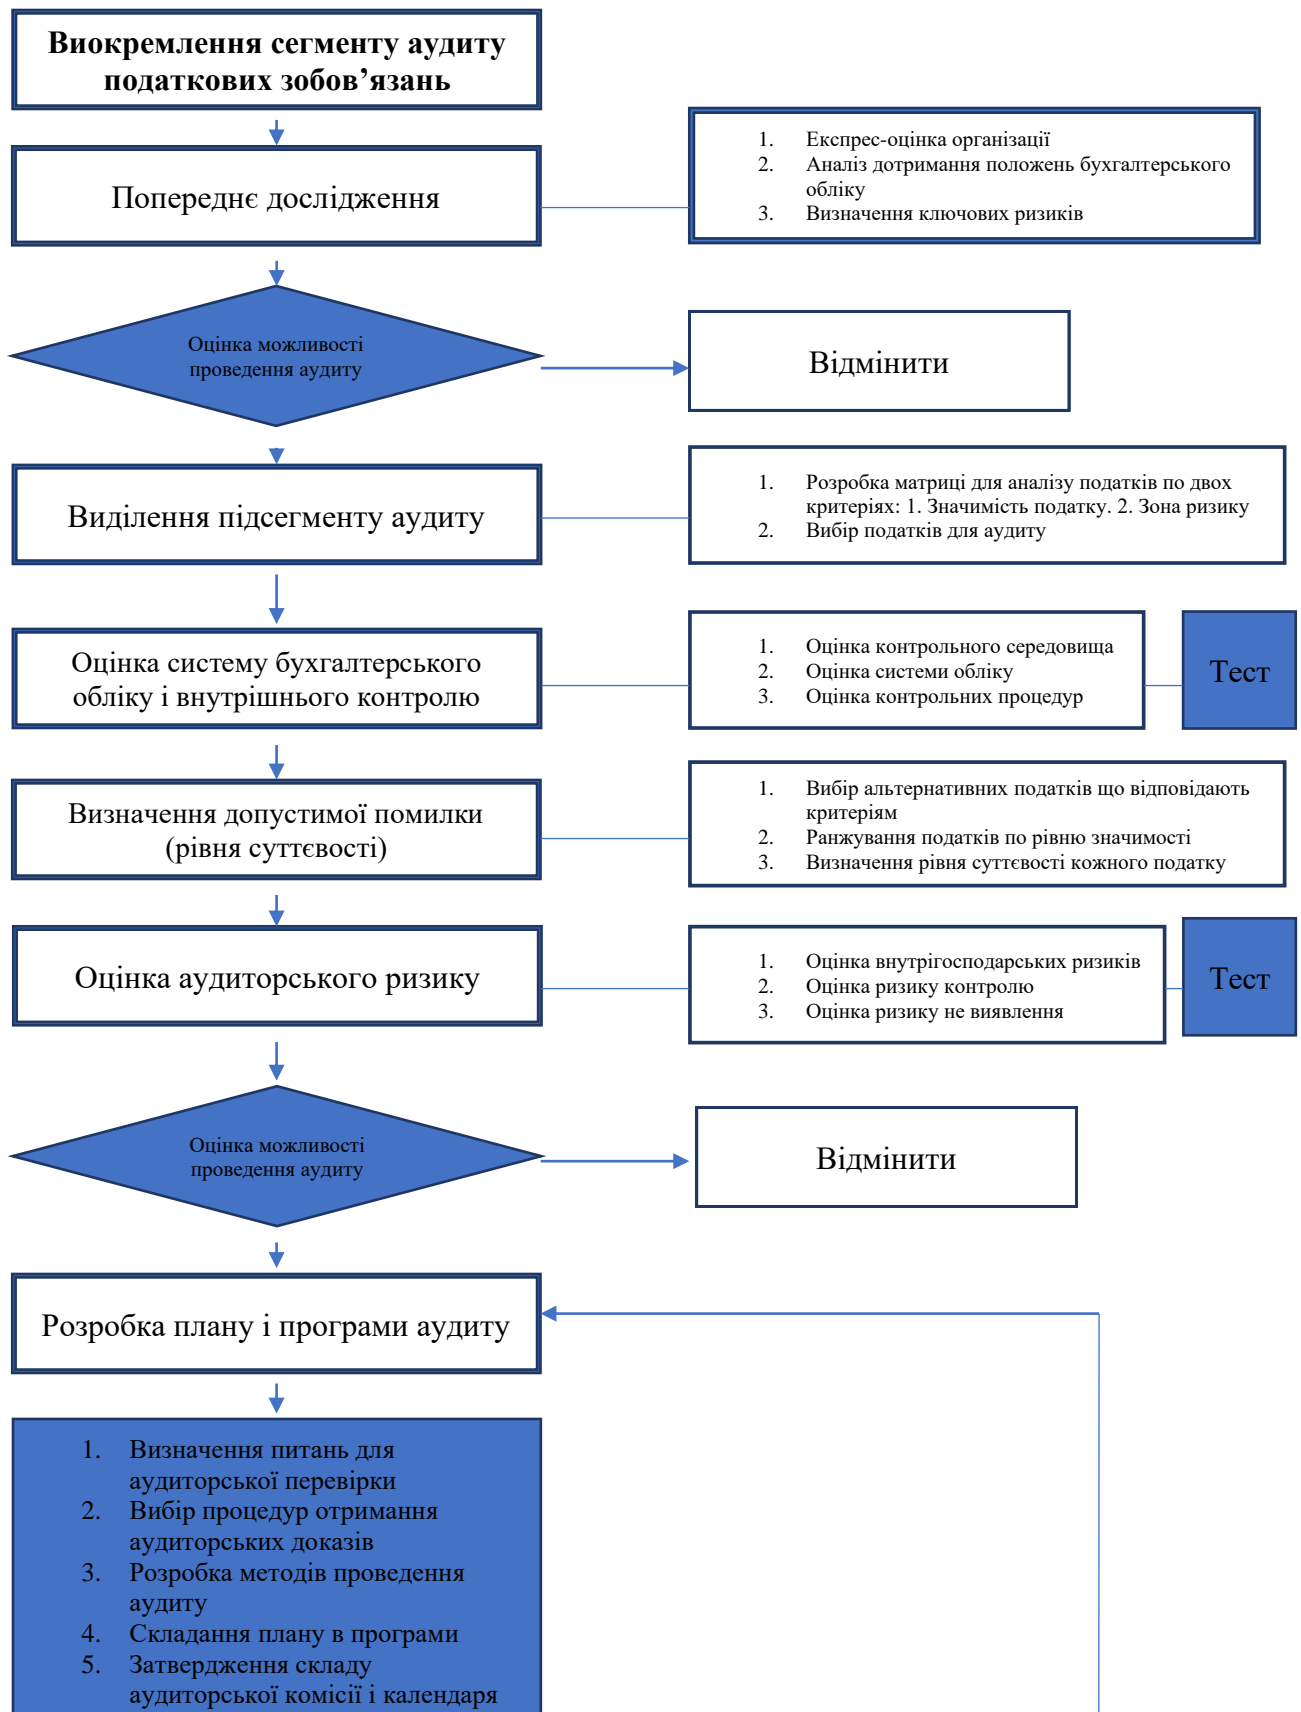 Виокремлення сегменту аудиту
податкових зобов’язань
Попереднє дослідження
1. Експрес-оцінка організації
2. Аналіз дотримання положень бухгалтерського
обліку
3. Визначення ключових ризиків
Оцінка можливості
проведення аудиту
Відмінити
Виділення підсегменту аудиту
1. Розробка матриці для аналізу податків по двох
критеріях: 1. Значимість податку. 2. Зона ризику
2. Вибір податків для аудиту
Оцінка систему бухгалтерського
обліку і внутрішнього контролю
1. Оцінка контрольного середовища
2. Оцінка системи обліку
3. Оцінка контрольних процедур
Тест
Визначення допустимої помилки
(рівня суттєвості)
1. Вибір альтернативних податків що відповідають
критеріям
2. Ранжування податків по рівню значимості
3. Визначення рівня суттєвості кожного податку
Оцінка аудиторського ризику
1. Оцінка внутрігосподарських ризиків
2. Оцінка ризику контролю
3. Оцінка ризику не виявлення
Тест
Оцінка можливості
проведення аудиту
Відмінити
Розробка плану і програми аудиту
1. Визначення питань для
аудиторської перевірки
2. Вибір процедур отримання
аудиторських доказів
3. Розробка методів проведення
аудиту
4. Складання плану в програми
5. Затвердження складу
аудиторської комісії і календаря